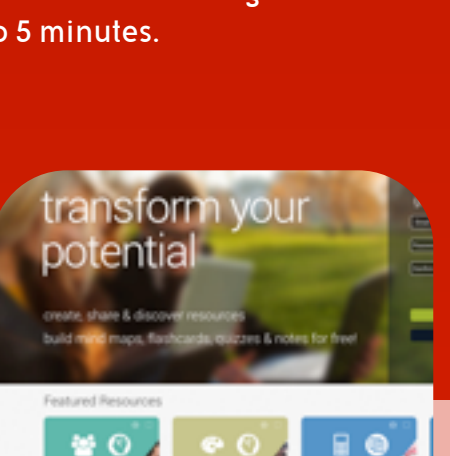 5 minutes.
transform your
potential
create, share & discover resources
build mind maps, flashcards, quizzes & notes for free!
Featured Resources